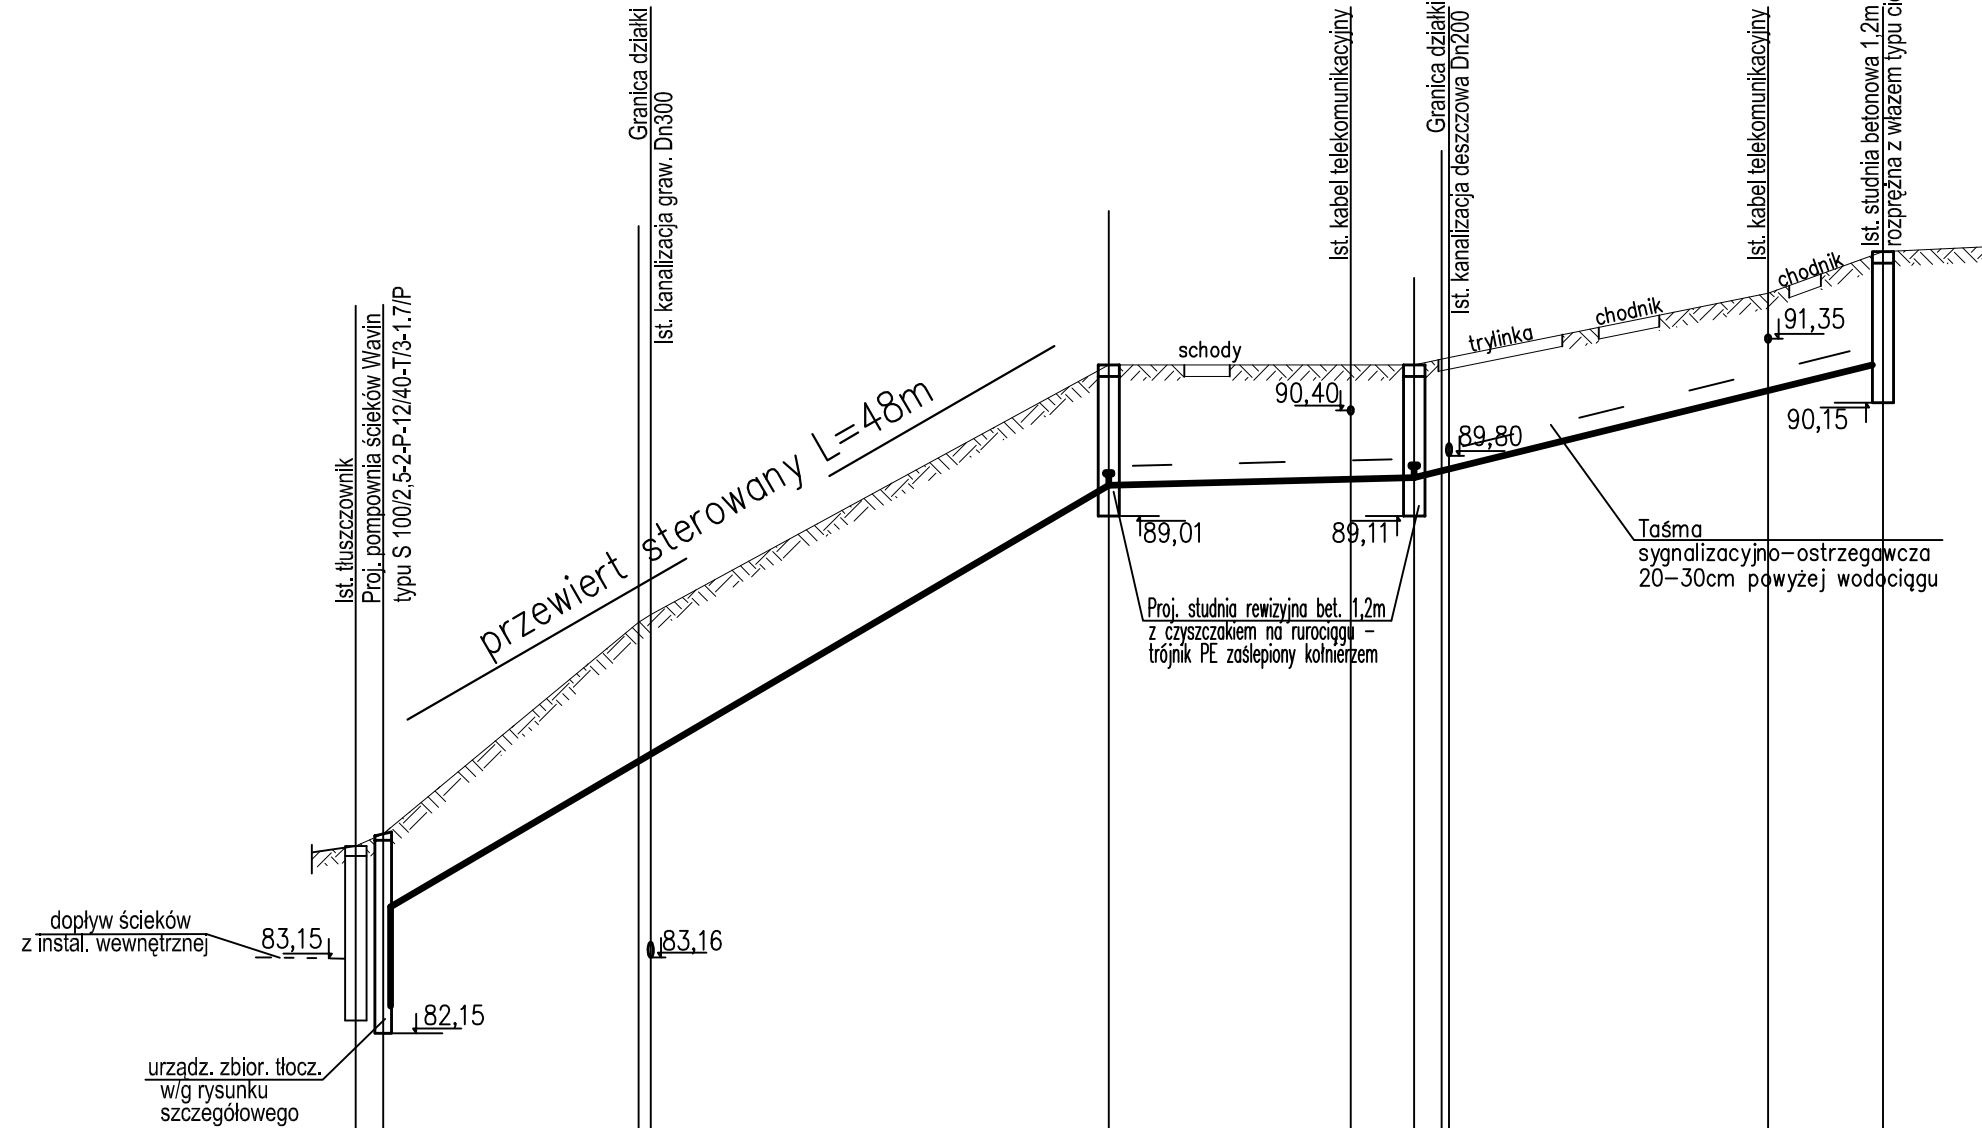 Granica działki
Ist. kanalizacja graw. Dn300
Ist. kabel telekomunikacyjny
Granica działki
Ist. kanalizacja deszczowa Dn200
Ist. kabel telekomunikacyjny
Ist. studnia betonowa 1,2m
rozprężna z włazem typu
Ist. tłuszczownik
Proj. pompownia ścieków Wavin
typu S 100/2,5-2-P-12/40-T/3-1.7/P
przewiert sterowany L=48m
schody
trylinka
chodnik
chodnik
91,35
90,40
89,80
90,15
89,01
89,11
Taśma
sygnalizacyjno-ostrzegawcza
20-30cm powyżej wodociągu
Proj. studnia rewizyjna bet. 1,2m
z czyszczakiem na rurociągu -
trójnik PE zaślepiony kołnierzem
dopływ ścieków
z instal. wewnętrznej
83,15
83,16
82,15
urządz. zbior. tłocz.
w/g rysunku
szczegółowego